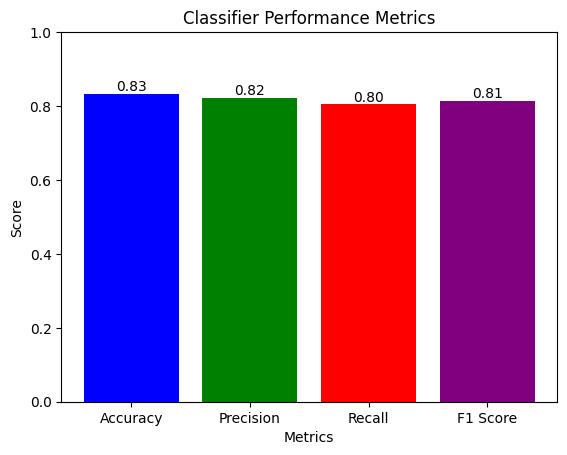 Classifier Performance Metrics
1.0
0.8
0.6
0.4
0.2
0.0
Score
0.83
0.82
0.80
0.81
Accuracy
Precision
Recall
F1 Score
Metrics